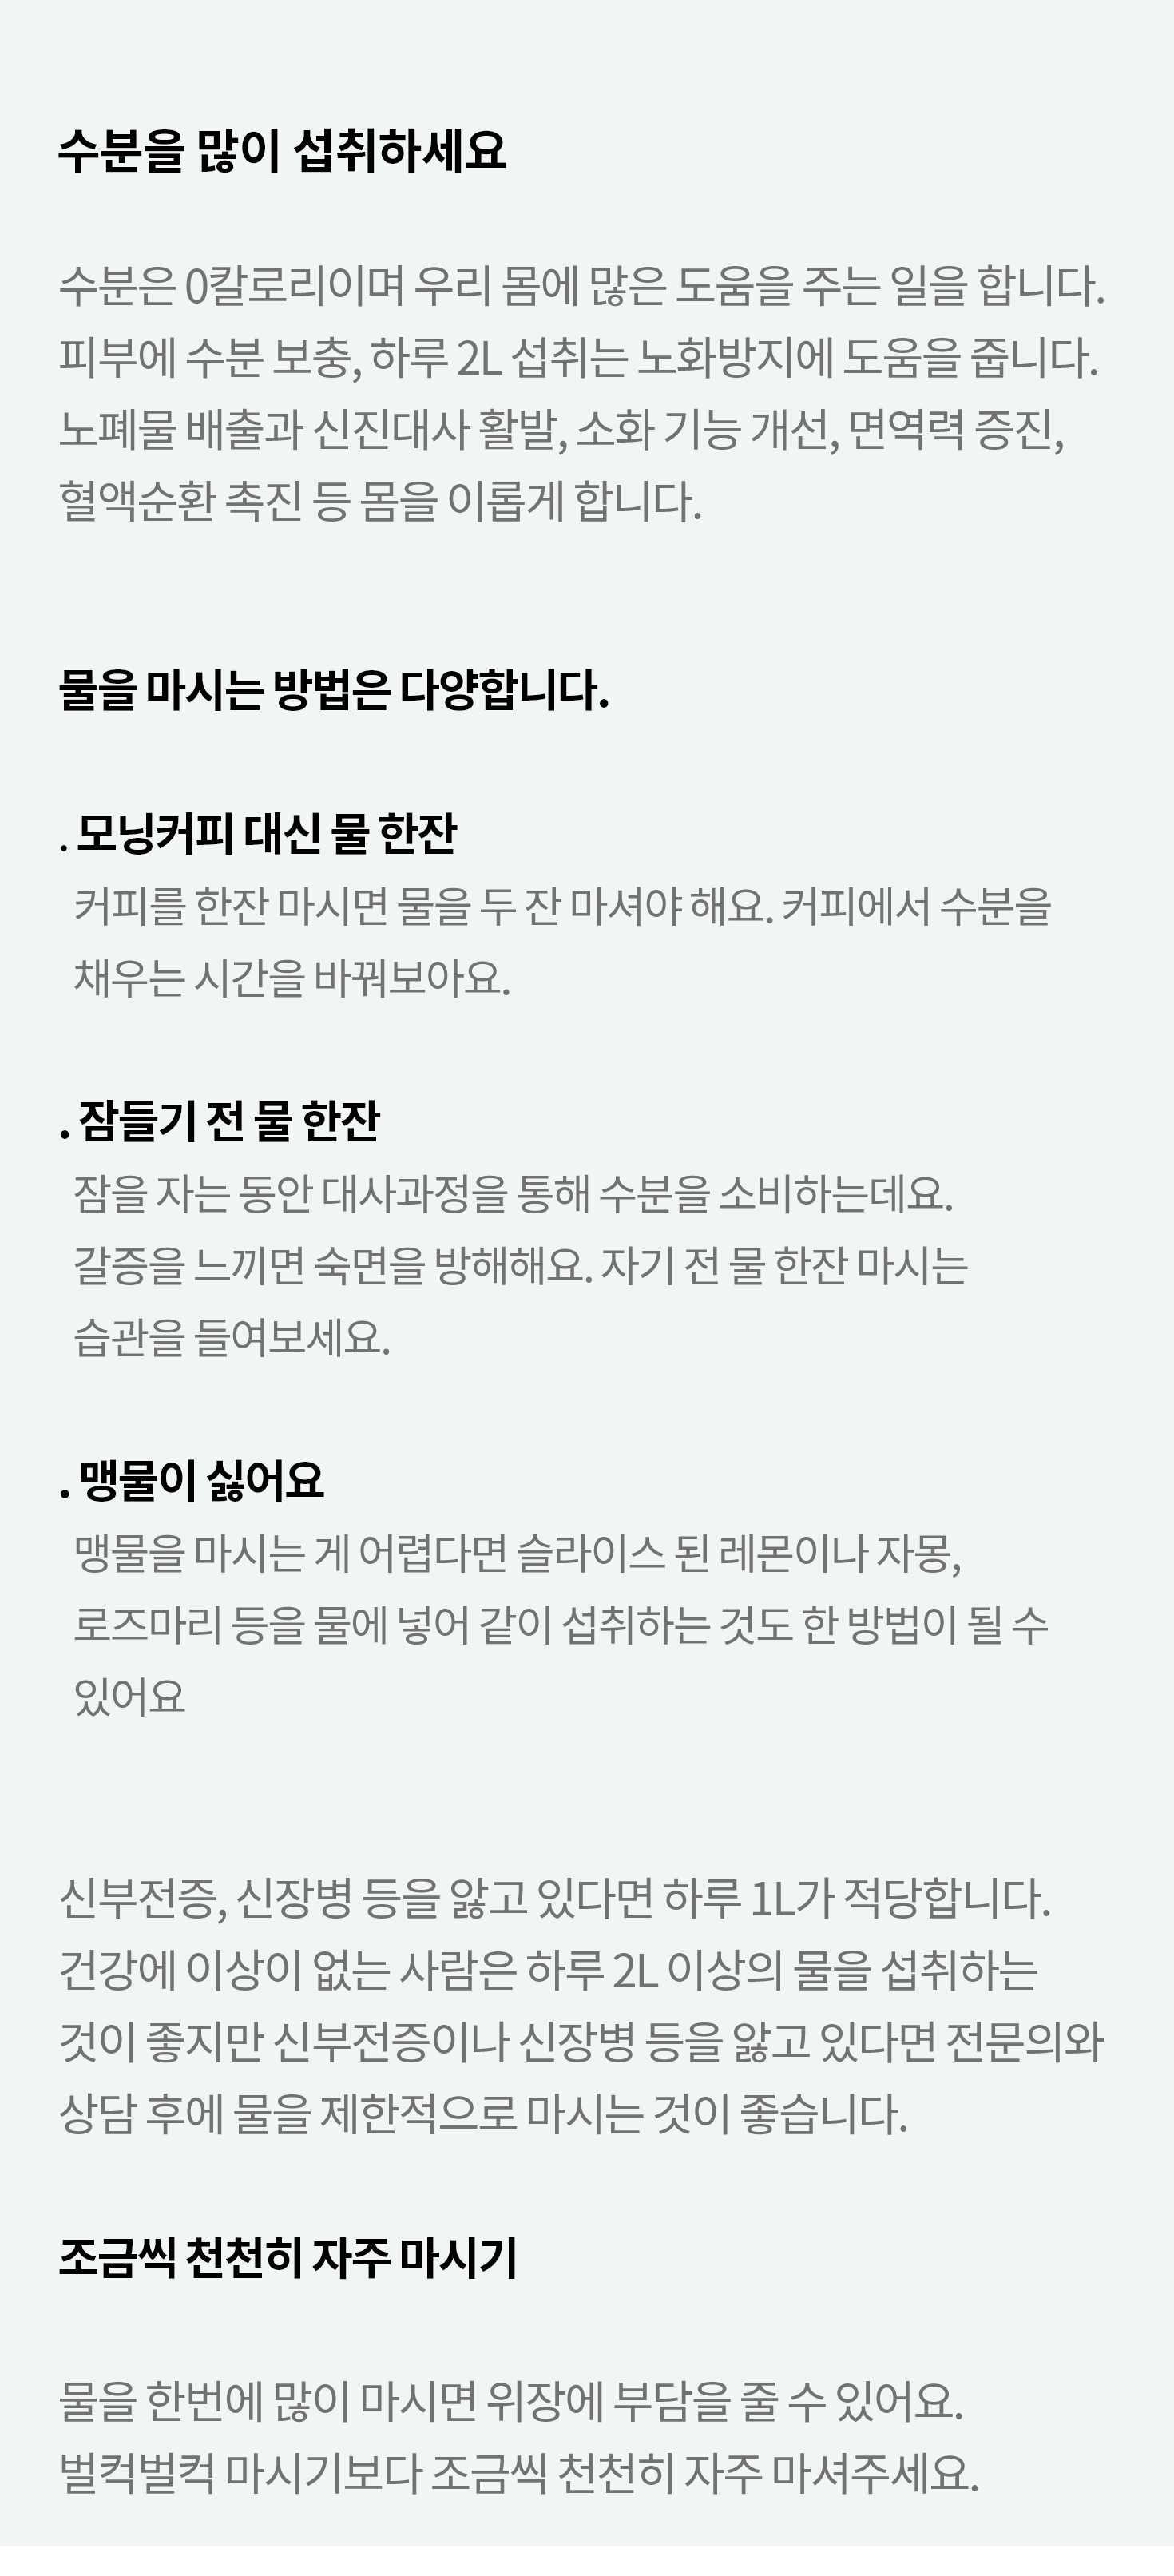 수분을 많이 섭취하세요
수분은 0칼로리이며 우리 몸에 많은 도움을 주는 일을 합니다.
피부에 수분 보충, 하루 2L 섭취는 노화방지에 도움을 줍니다.
노폐물 배출과 신진대사 활발, 소화 기능 개선, 면역력 증진,
혈액순환 촉진 등 몸을 이롭게 합니다.
물을 마시는 방법은 다양합니다.
. 모닝커피 대신 물 한잔
커피를 한잔 마시면 물을 두 잔 마셔야 해요. 커피에서 수분을
채우는 시간을 바꿔보아요.
. 잠들기 전 물 한잔
잠을 자는 동안 대사과정을 통해 수분을 소비하는데요.
갈증을 느끼면 숙면을 방해해요. 자기 전 물 한잔 마시는
습관을 들여보세요.
. 맹물이 싫어요
맹물을 마시는 게 어렵다면 슬라이스 된 레몬이나 자몽,
로즈마리 등을 물에 넣어 같이 섭취하는 것도 한 방법이 될 수
있어요
신부전증, 신장병 등을 앓고 있다면 하루 1L가 적당합니다.
건강에 이상이 없는 사람은 하루 2L 이상의 물을 섭취하는
것이 좋지만 신부전증이나 신장병 등을 앓고 있다면 전문의와
상담 후에 물을 제한적으로 마시는 것이 좋습니다.
조금씩 천천히 자주 마시기
물을 한번에 많이 마시면 위장에 부담을 줄 수 있어요.
벌컥벌컥 마시기보다 조금씩 천천히 자주 마셔주세요.